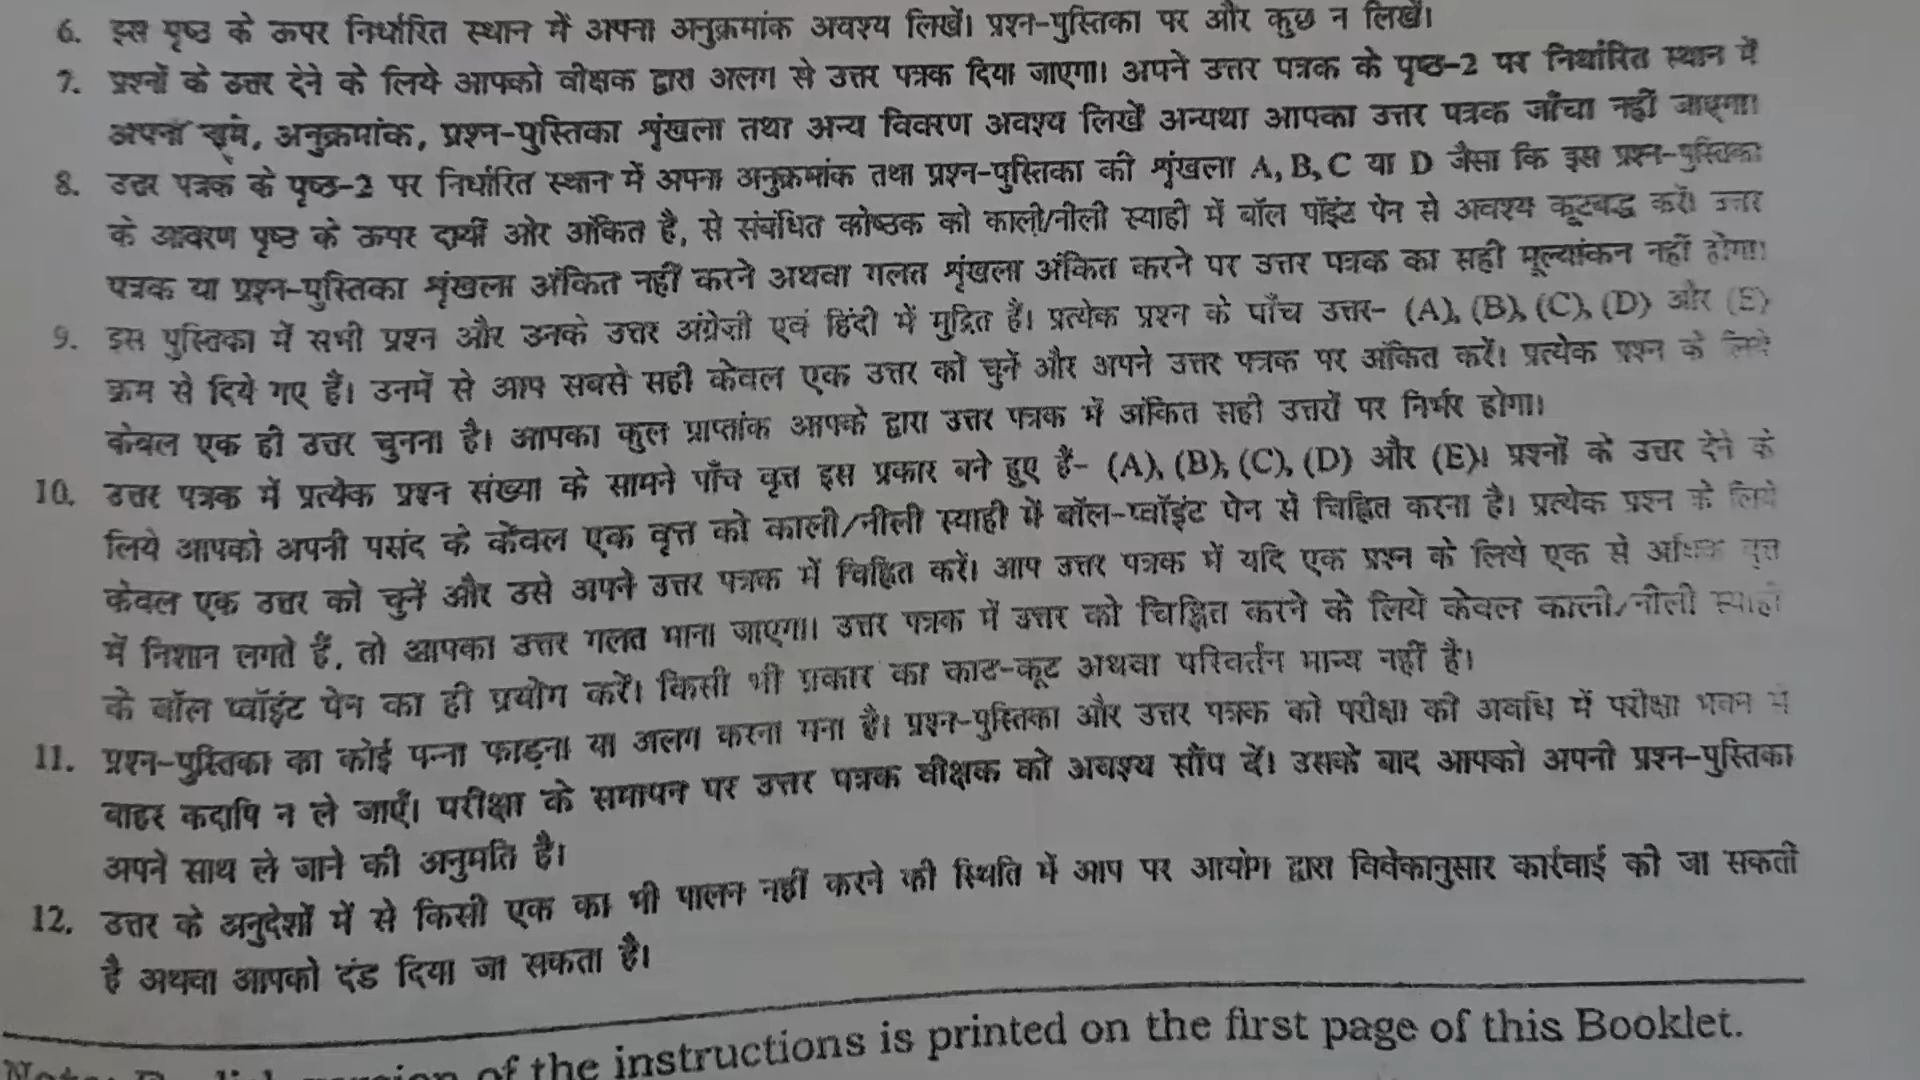 6. इस पृष्ठ के ऊपर निर्धारित स्थान में अपना अनुक्रमांक अवश्य लिखें। प्रश्न-पुस्तिका पर और कुछ न लिखें।
7. प्रश्नों के उत्तर देने के लिये आपको वीक्षक द्वारा अलग से उत्तर पत्रक दिया जाएगा। अपने उत्तर पत्रक के पृष्ठ-2 पर निर्धारित स्थान में
अपना नाम, अनुक्रमांक, प्रश्न-पुस्तिका शृंखला तथा अन्य विवरण अवश्य लिखें अन्यथा आपका उत्तर पत्रक जाँचा नहीं जाएगा।
8. उत्तर पत्रक के पृष्ठ-2 पर निर्धारित स्थान में अपना अनुक्रमांक तथा प्रश्न-पुस्तिका की शृंखला A, B, C या D जैसा कि इस प्रश्न-पुस्तिका
के आवरण पृष्ठ के ऊपर दायीं ओर अंकित है, से संबंधित कोष्ठक को काली/नीली स्याही में बॉल पॉइंट पेन से अवश्य कूटबद्ध करें। उत्तर
पत्रक या प्रश्न-पुस्तिका शृंखला अंकित नहीं करने अथवा गलत शृंखला अंकित करने पर उत्तर पत्रक का सही मूल्यांकन नहीं होगा।
9. इस पुस्तिका में सभी प्रश्न और उनके उत्तर अंग्रेजी एवं हिंदी में मुद्रित हैं। प्रत्येक प्रश्न के पाँच उत्तर- (A), (B), (C), (D) और (E)
क्रम से दिये गए हैं। उनमें से आप सबसे सही केवल एक उत्तर को चुनें और अपने उत्तर पत्रक पर अंकित करें। प्रत्येक प्रश्न के लिये
केवल एक ही उत्तर चुनना है। आपका कुल प्राप्तांक आपके द्वारा उत्तर पत्रक में अंकित सही उत्तरों पर निर्भर होगा।
10. उत्तर पत्रक में प्रत्येक प्रश्न संख्या के सामने पाँच वृत्त इस प्रकार बने हुए हैं- (A), (B), (C), (D) और (E)। प्रश्नों के उत्तर देने के
लिये आपको अपनी पसंद के केवल एक वृत्त को काली/नीली स्याही में बॉल-प्वॉइंट पेन से चिह्नित करना है। प्रत्येक प्रश्न के लिये
केवल एक उत्तर को चुनें और उसे अपने उत्तर पत्रक में चिह्नित करें। आप उत्तर पत्रक में यदि एक प्रश्न के लिये एक से अधिक वृत्त
में निशान लगते हैं, तो आपका उत्तर गलत माना जाएगा। उत्तर पत्रक में उत्तर को चिह्नित करने के लिये केवल काली/नीली स्याही
के बॉल प्वॉइंट पेन का ही प्रयोग करें। किसी भी प्रकार का काट-कूट अथवा परिवर्तन मान्य नहीं है।
11. प्रश्न-पुस्तिका का कोई पन्ना फाड़ना या अलग करना मना है। प्रश्न-पुस्तिका और उत्तर पत्रक को परीक्षा की अवधि में परीक्षा भवन से
बाहर कदापि न ले जाएँ। परीक्षा के समापन पर उत्तर पत्रक वीक्षक को अवश्य सौंप दें। उसके बाद आपको अपनी प्रश्न-पुस्तिका
अपने साथ ले जाने की अनुमति है।
12. उत्तर के अनुदेशों में से किसी एक का भी पालन नहीं करने की स्थिति में आप पर आयोग द्वारा विवेकानुसार कार्रवाई की जा सकती
है अथवा आपको दंड दिया जा सकता है।
of the instructions is printed on the first page of this Booklet.